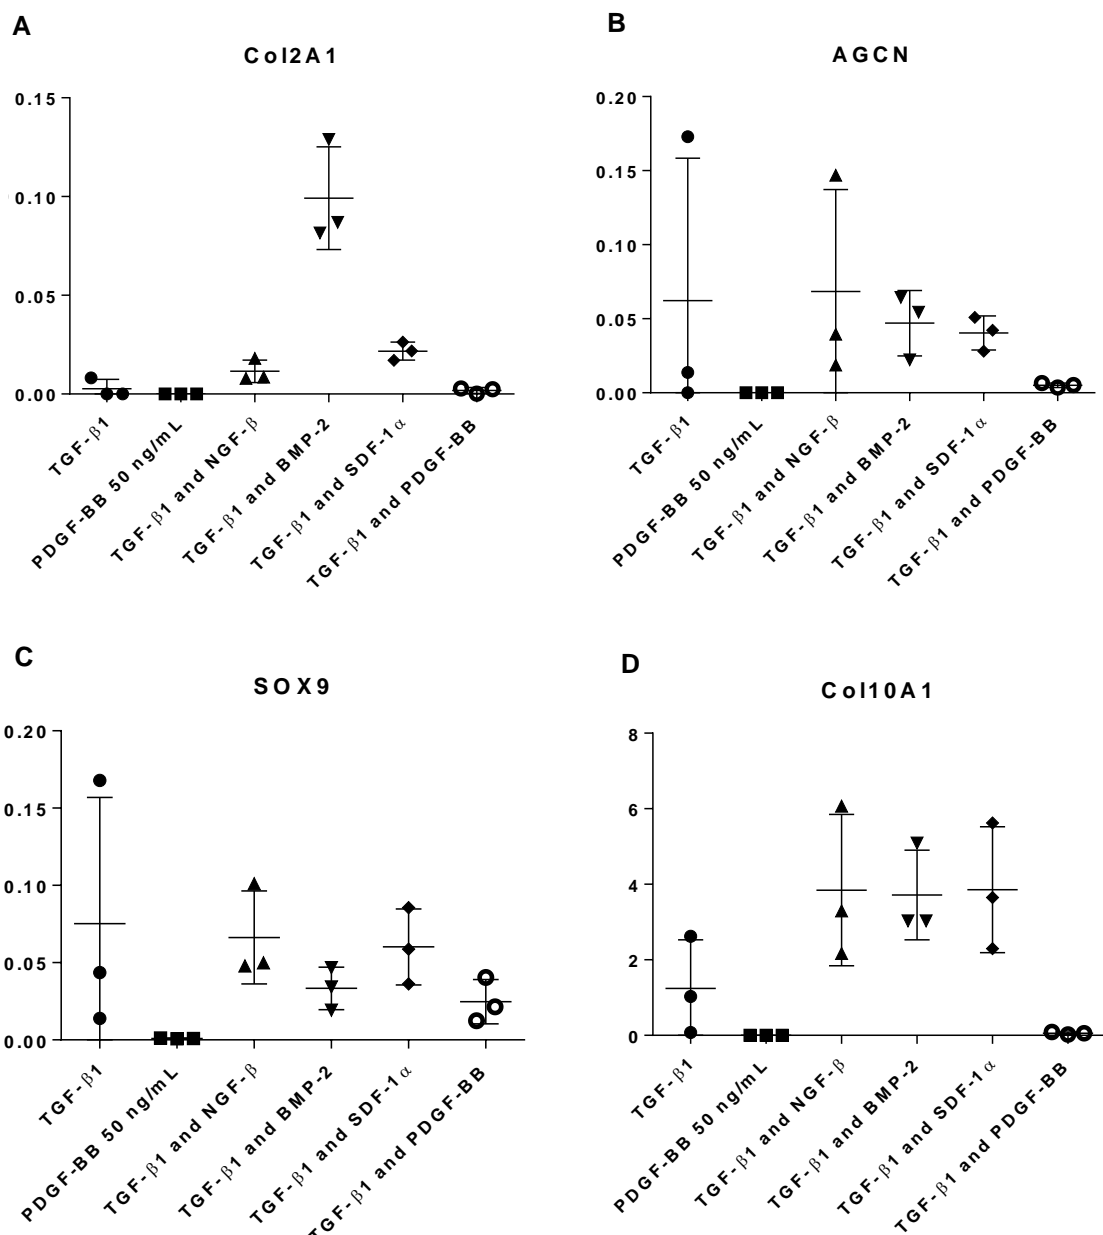 A
Col2A1
0.15
0.10
0.05
0.00
TGF-β1
PDGF-BB 50 ng/mL
TGF-β1 and NGF-β
TGF-β1 and BMP-2
TGF-β1 and SDF-1α
TGF-β1 and PDGF-BB
B
AGCN
0.20
0.15
0.10
0.05
0.00
TGF-β1
PDGF-BB 50 ng/mL
TGF-β1 and NGF-β
TGF-β1 and BMP-2
TGF-β1 and SDF-1α
TGF-β1 and PDGF-BB
C
SOX9
0.20
0.15
0.10
0.05
0.00
TGF-β1
PDGF-BB 50 ng/mL
TGF-β1 and NGF-β
TGF-β1 and BMP-2
TGF-β1 and SDF-1α
TGF-β1 and PDGF-BB
D
Col10A1
8
6
4
2
0
TGF-β1
PDGF-BB 50 ng/mL
TGF-β1 and NGF-β
TGF-β1 and BMP-2
TGF-β1 and SDF-1α
TGF-β1 and PDGF-BB